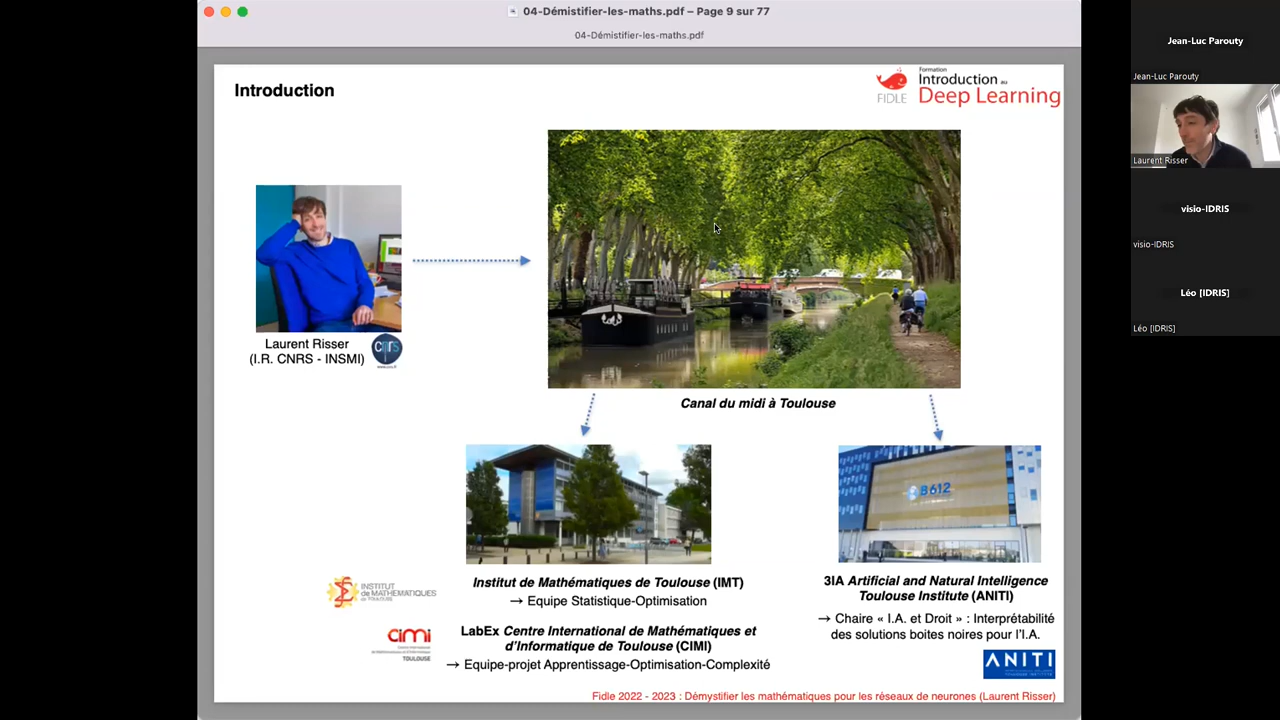 04-Démistifier-les-maths.pdf – Page 9 sur 77
04-Démistifier-les-maths.pdf
Introduction
FIDLE
Formation
Introduction au
Deep Learning
Laurent Risser
(I.R. CNRS - INSMI)
cnrs
Canal du midi à Toulouse
B612
INSTITUT
de MATHEMATIQUES
de TOULOUSE
Institut de Mathématiques de Toulouse (IMT)
→ Equipe Statistique-Optimisation
cimi
TOULOUSE
LabEx Centre International de Mathématiques et
d'Informatique de Toulouse (CIMI)
→ Equipe-projet Apprentissage-Optimisation-Complexité
3IA Artificial and Natural Intelligence
Toulouse Institute (ANITI)
→ Chaire « I.A. et Droit » : Interprétabilité
des solutions boites noires pour l'I.A.
ANITI
Fidle 2022 - 2023 : Démystifier les mathématiques pour les réseaux de neurones (Laurent Risser)
Jean-Luc Parouty
Jean-Luc Parouty
Laurent Risser
visio-IDRIS
visio-IDRIS
Léo [IDRIS]
Léo [IDRIS]